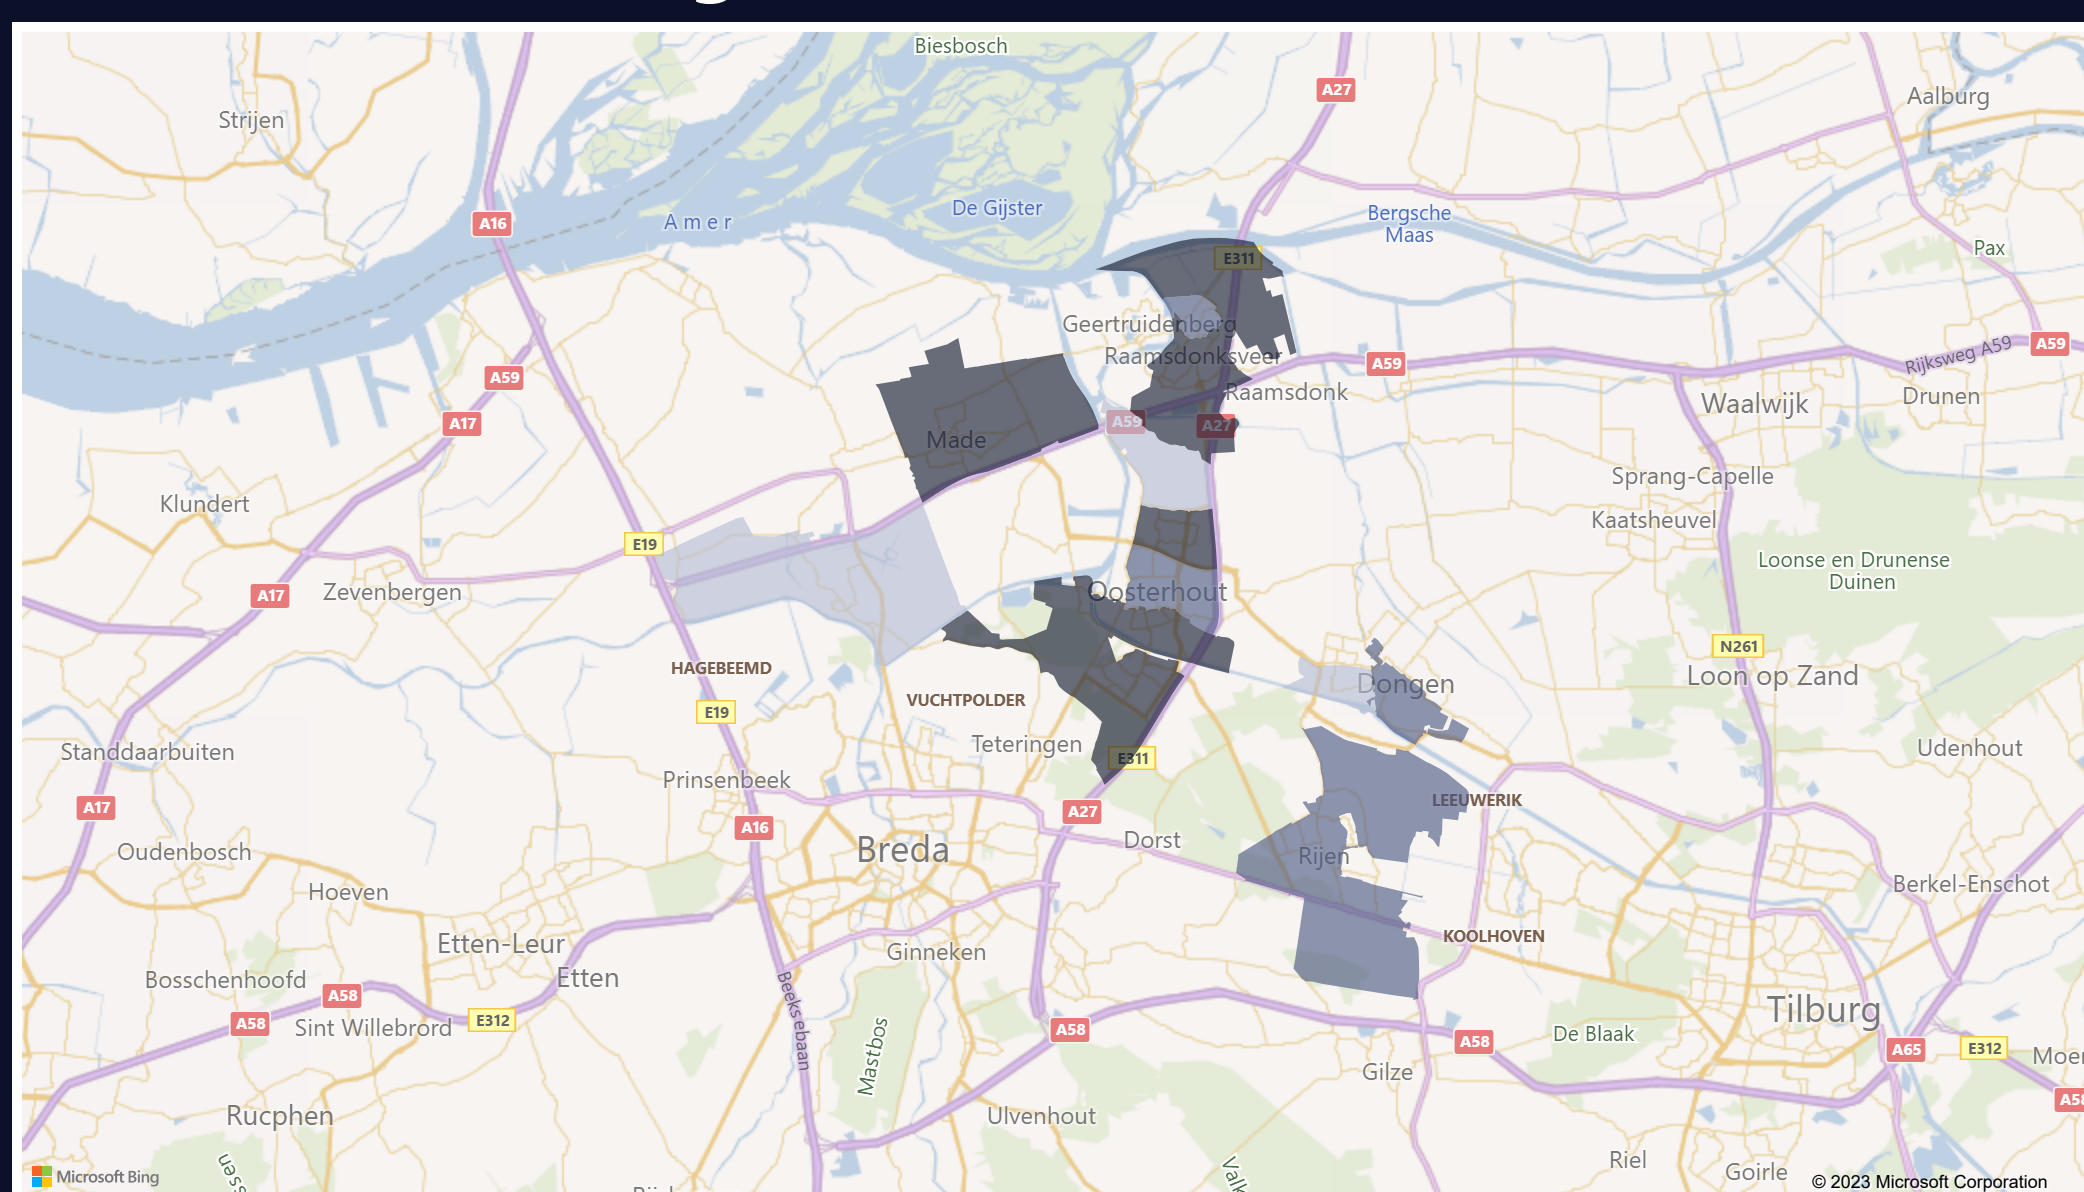 Biesbosch
A27
Aalburg
Strijen
A16
Amer
De Gijster
Bergsche
Maas
Pax
E311
Geertruidenberg
Raamsdonksveer
A59
Rijksweg A59
A59
A59
Raamsdonk
Drunen
Waalwijk
A17
A59
A27
Made
Sprang-Capelle
Klundert
Kaatsheuvel
E19
Loonse en Drunense
Duinen
Zevenbergen
A17
Oosterhout
N261
HAGEBEEMD
Loon op Zand
Dongen
VUCHTPOLDER
E19
Standdaarbuiten
Teteringen
E311
Udenhout
Prinsenbeek
LEEUWERIK
A17
A27
A16
Dorst
Breda
Rijen
Oudenbosch
Hoeven
Berkel-Enschot
Etten-Leur
KOOLHOVEN
Ginneken
Bosschenhoofd
Etten
A58
Beeksebaan
Tilburg
A58
Sint Willebrord
E312
A58
De Blaak
A58
A65
E312
Mastbos
Gilze
Rucphen
Ulvenhout
Riel
Goirle
Microsoft Bing
© 2023 Microsoft Corporation